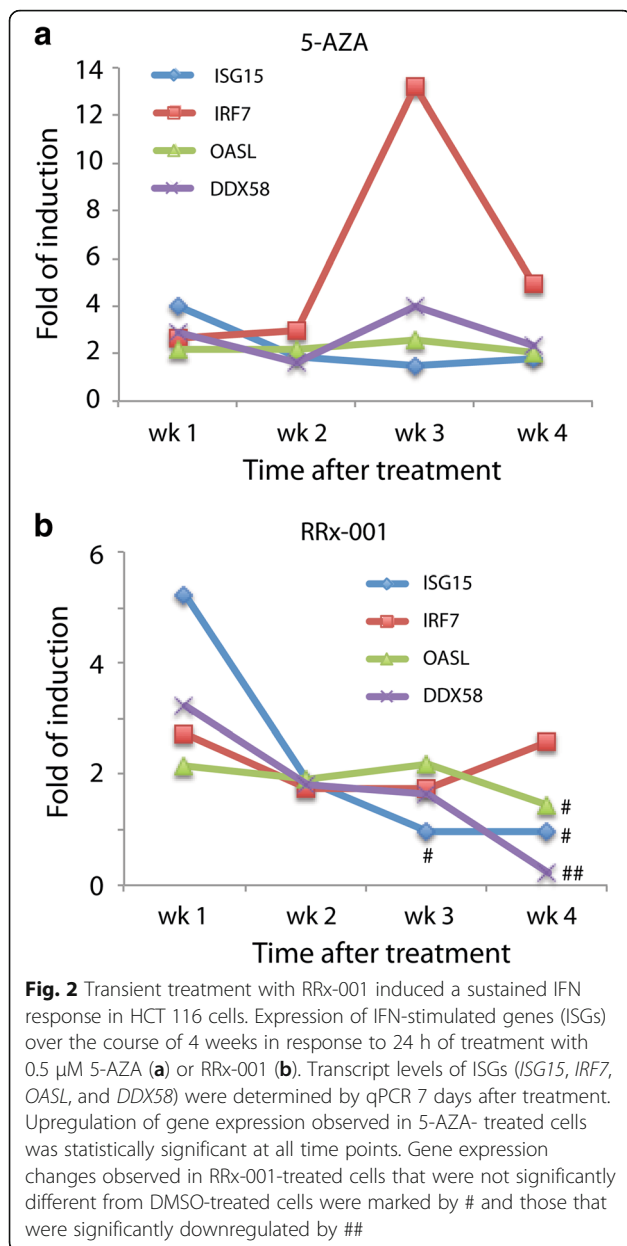 a
5-AZA
14
12
10
8
6
4
2
0
Fold of induction
ISG15
IRF7
OASL
DDX58
wk 1 wk 2 wk 3 wk 4
Time after treatment
b
RRx-001
6
4
2
0
Fold of induction
ISG15
IRF7
OASL
DDX58
#
#
#
##
wk 1 wk 2 wk 3 wk 4
Time after treatment
Fig. 2 Transient treatment with RRx-001 induced a sustained IFN
response in HCT 116 cells. Expression of IFN-stimulated genes (ISGs)
over the course of 4 weeks in response to 24 h of treatment with
0.5 μM 5-AZA (a) or RRx-001 (b). Transcript levels of ISGs (ISG15, IRF7,
OASL, and DDX58) were determined by qPCR 7 days after treatment.
Upregulation of gene expression observed in 5-AZA- treated cells
was statistically significant at all time points. Gene expression
changes observed in RRx-001-treated cells that were not significantly
different from DMSO-treated cells were marked by # and those that
were significantly downregulated by ##